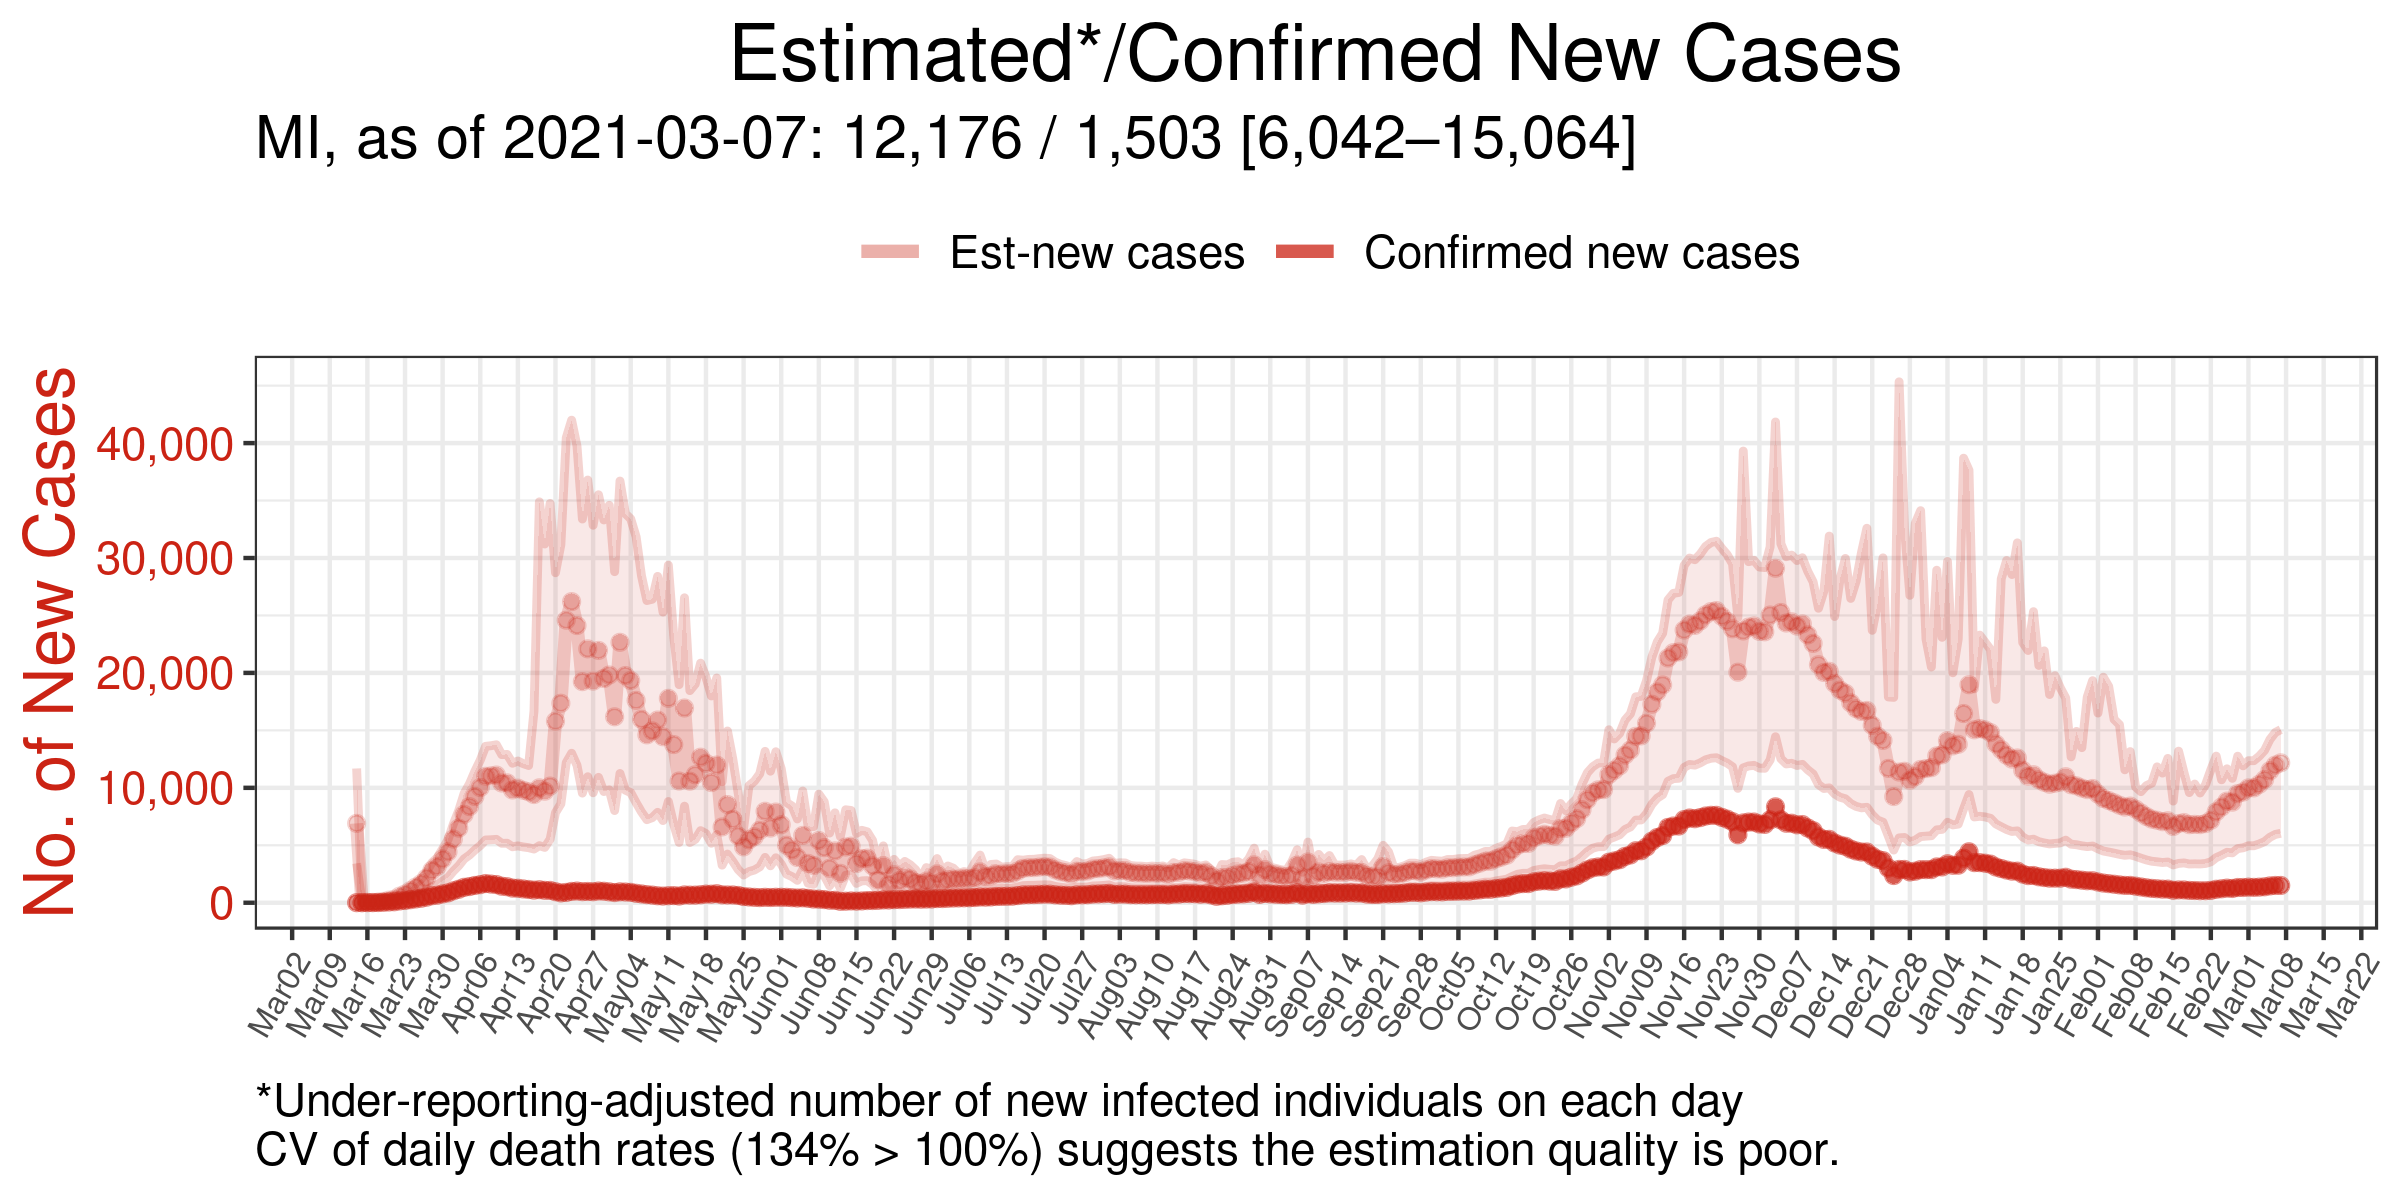 Estimated*/Confirmed New Cases
MI, as of 2021-03-07: 12,176 / 1,503 [6,042–15,064]
Est-new cases Confirmed new cases
No. of New Cases
40,000
30,000
20,000
10,000
0
Mar02 Mar09 Mar16 Mar23 Mar30 Apr06 Apr13 Apr20 Apr27 May04 May11 May18 May25 Jun01 Jun08 Jun15 Jun22 Jun29 Jul06 Jul13 Jul20 Jul27 Aug03 Aug10 Aug17 Aug24 Aug31 Sep07 Sep14 Sep21 Sep28 Oct05 Oct12 Oct19 Oct26 Nov02 Nov09 Nov16 Nov23 Nov30 Dec07 Dec14 Dec21 Dec28 Jan04 Jan11 Jan18 Jan25 Feb01 Feb08 Feb15 Feb22 Mar01 Mar08 Mar15 Mar22
*Under-reporting-adjusted number of new infected individuals on each day
CV of daily death rates (134% > 100%) suggests the estimation quality is poor.